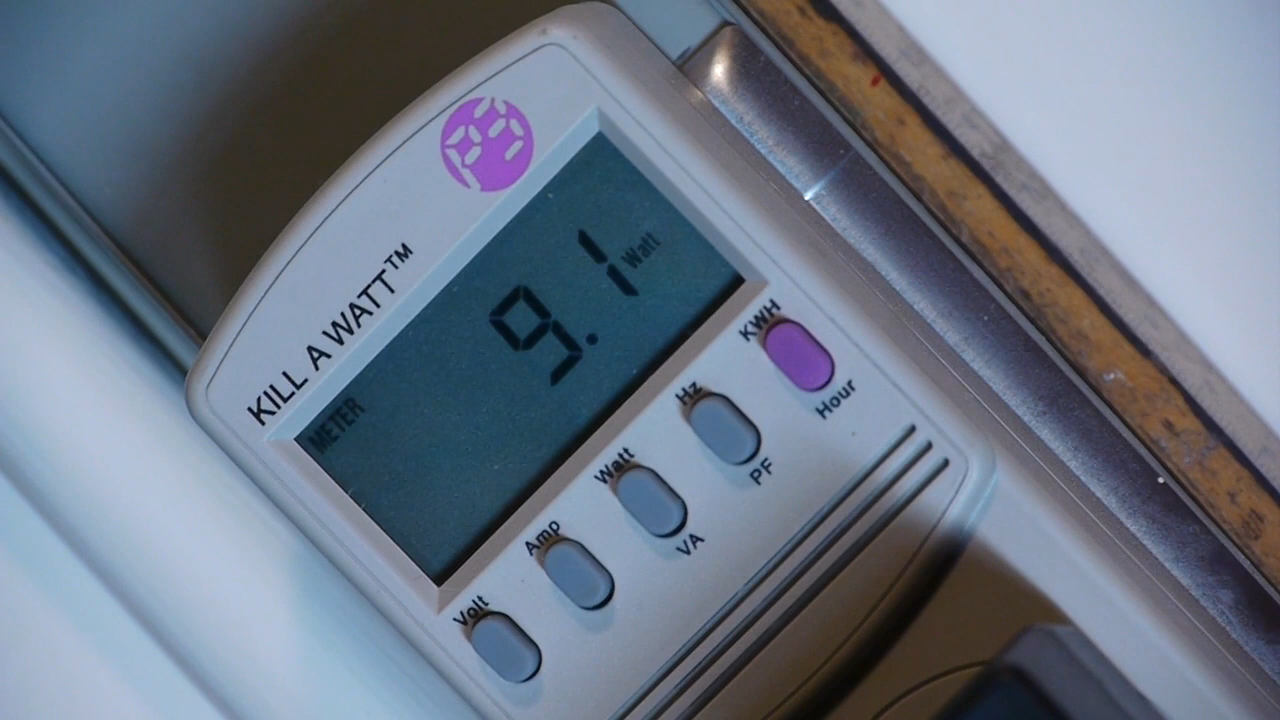 KILL A WATT™
METER
9.1 Watt
Volt
Amp
Watt
VA
Hz
PF
KWH
Hour